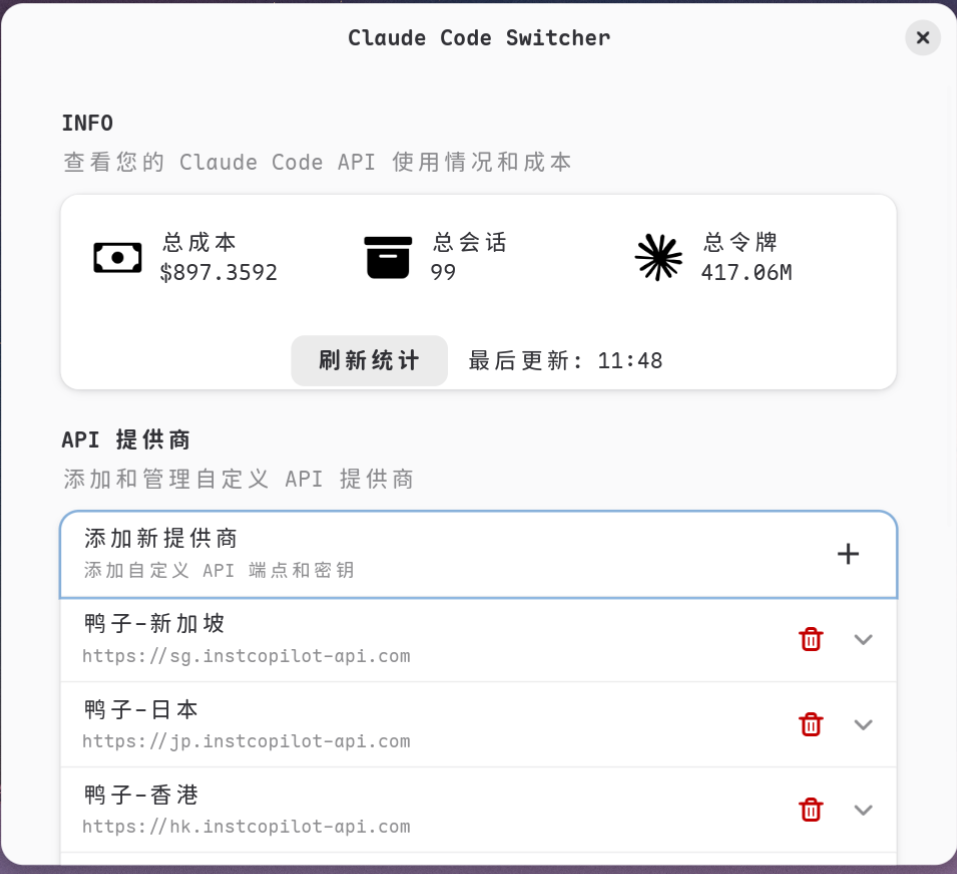 Claude Code Switcher
INFO
查看您的 Claude Code API 使用情况和成本
总成本
$897.3592
总会话
99
总令牌
417.06M
刷新统计
最后更新: 11:48
API 提供商
添加和管理自定义 API 提供商
添加新提供商
添加自定义 API 端点和密钥
鸭子-新加坡
https://sg.instcopilot-api.com
鸭子-日本
https://jp.instcopilot-api.com
鸭子-香港
https://hk.instcopilot-api.com